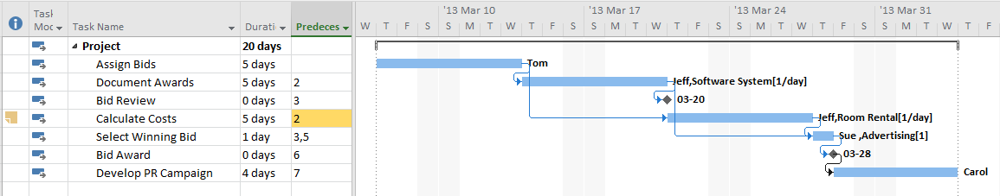 Task Moc Task Name Durati Predeces
'13 Mar 10 '13 Mar 17 '13 Mar 24 '13 Mar 31
W T F S S M T W T F S S M T W T F S S M T W T F S S M T W T F
Project 20 days
Assign Bids 5 days Tom
Document Awards 5 days 2 Jeff,Software System[1/day]
Bid Review 0 days 3 03-20
Calculate Costs 5 days 2 Jeff,Room Rental[1/day]
Select Winning Bid 1 day 3,5 Sue ,Advertising[1]
Bid Award 0 days 6 03-28
Develop PR Campaign 4 days 7 Carol